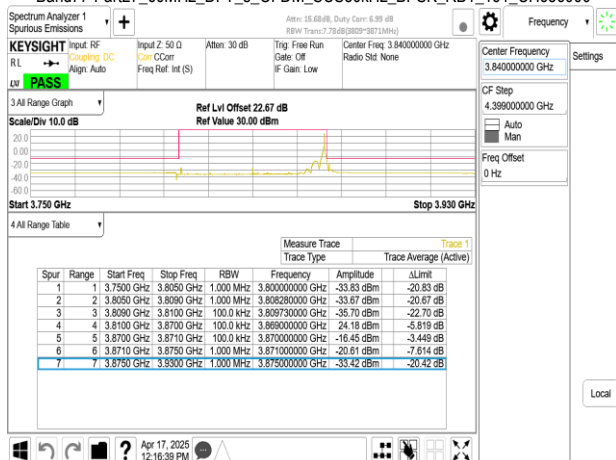 Spectrum Analyzer 1
Spurious Emissions
Attn: 15.68dB, Duty Corr: 6.99 dB
RBW Trans:7.78dB(3809~3871MHz)
Frequency
Settings
KEYSIGHT
RL
PASS
Input: RF
Coupling: DC
Align: Auto
Input Z: 50 Ω
Corr CCorr
Freq Ref: Int (S)
Atten: 30 dB
Trig: Free Run
Gate: Off
IF Gain: Low
Center Freq: 3.840000000 GHz
Radio Std: None
Center Frequency
3.840000000 GHz
CF Step
4.399000000 GHz
Auto
Man
Freq Offset
0 Hz
3 All Range Graph
Scale/Div 10.0 dB
Ref Lvl Offset 22.67 dB
Ref Value 30.00 dBm
20.0
0.00
-20.0
-40.0
-60.0
Start 3.750 GHz
Stop 3.930 GHz
4 All Range Table
Measure Trace Trace 1
Trace Type Trace Average (Active)
Spur Range Start Freq Stop Freq RBW Frequency Amplitude ΔLimit
1 1 3.7500 GHz 3.8050 GHz 1.000 MHz 3.800000000 GHz -33.83 dBm -20.83 dB
2 2 3.8050 GHz 3.8090 GHz 1.000 MHz 3.808280000 GHz -33.67 dBm -20.67 dB
3 3 3.8090 GHz 3.8100 GHz 100.0 kHz 3.809730000 GHz -35.70 dBm -22.70 dB
4 4 3.8100 GHz 3.8700 GHz 100.0 kHz 3.869000000 GHz 24.18 dBm -5.819 dB
5 5 3.8700 GHz 3.8710 GHz 100.0 kHz 3.870000000 GHz -16.45 dBm -3.449 dB
6 6 3.8710 GHz 3.8750 GHz 1.000 MHz 3.871000000 GHz -20.61 dBm -7.614 dB
7 7 3.8750 GHz 3.9300 GHz 1.000 MHz 3.875000000 GHz -33.42 dBm -20.42 dB
Local
Apr 17, 2025
12:16:39 PM